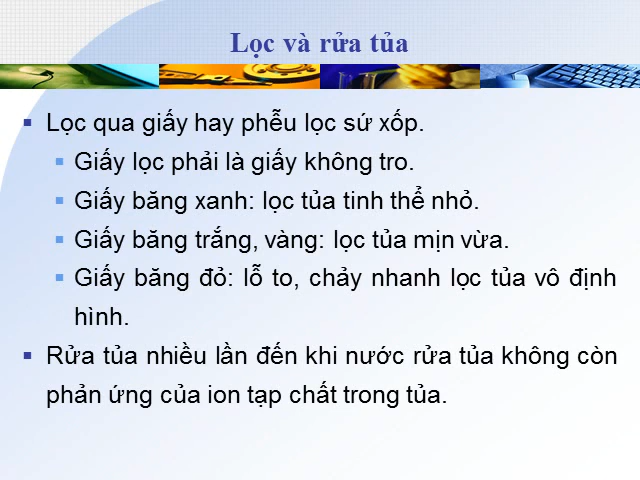 Lọc và rửa tủa
▪ Lọc qua giấy hay phễu lọc sứ xốp.
▪ Giấy lọc phải là giấy không tro.
▪ Giấy băng xanh: lọc tủa tinh thể nhỏ.
▪ Giấy băng trắng, vàng: lọc tủa mịn vừa.
▪ Giấy băng đỏ: lỗ to, chảy nhanh lọc tủa vô định
hình.
▪ Rửa tủa nhiều lần đến khi nước rửa tủa không còn
phản ứng của ion tạp chất trong tủa.